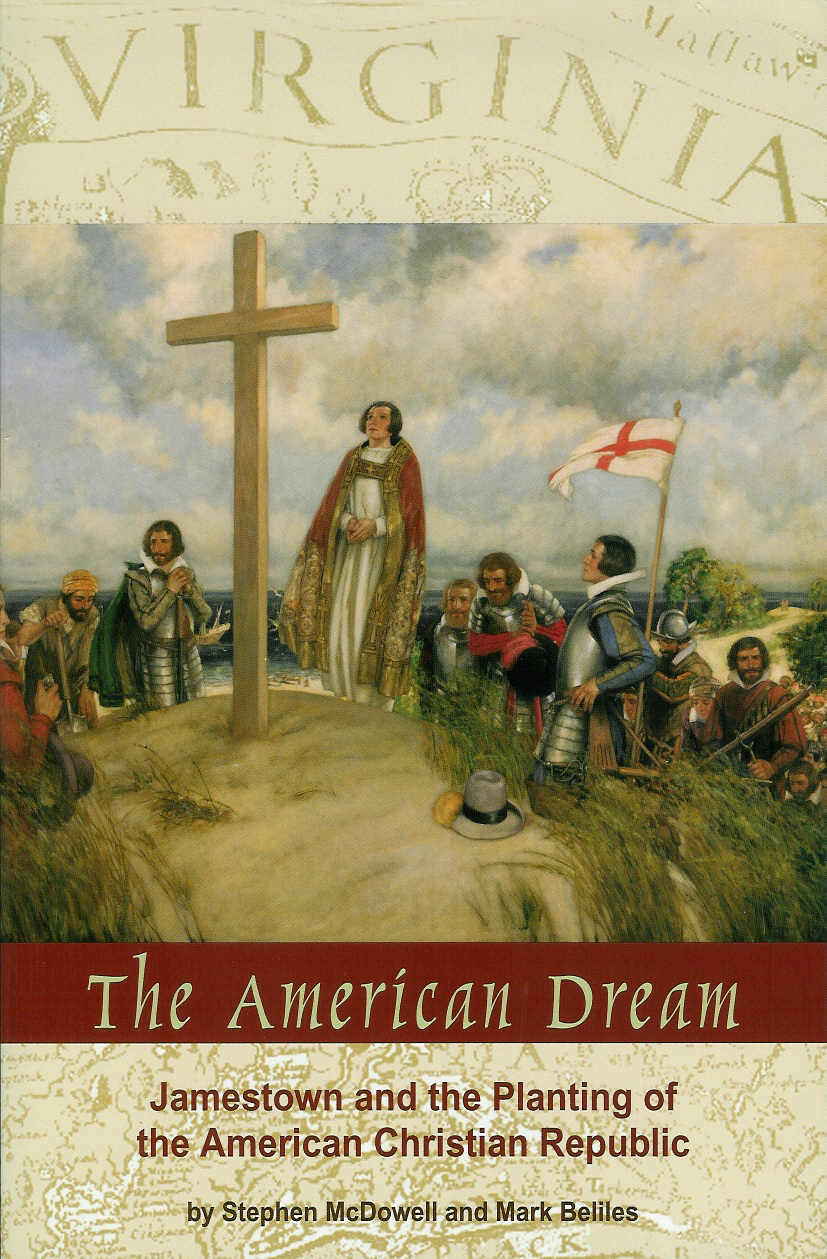 VIRGINIA
The American Dream
Jamestown and the Planting of
the American Christian Republic
by Stephen McDowell and Mark Beliles